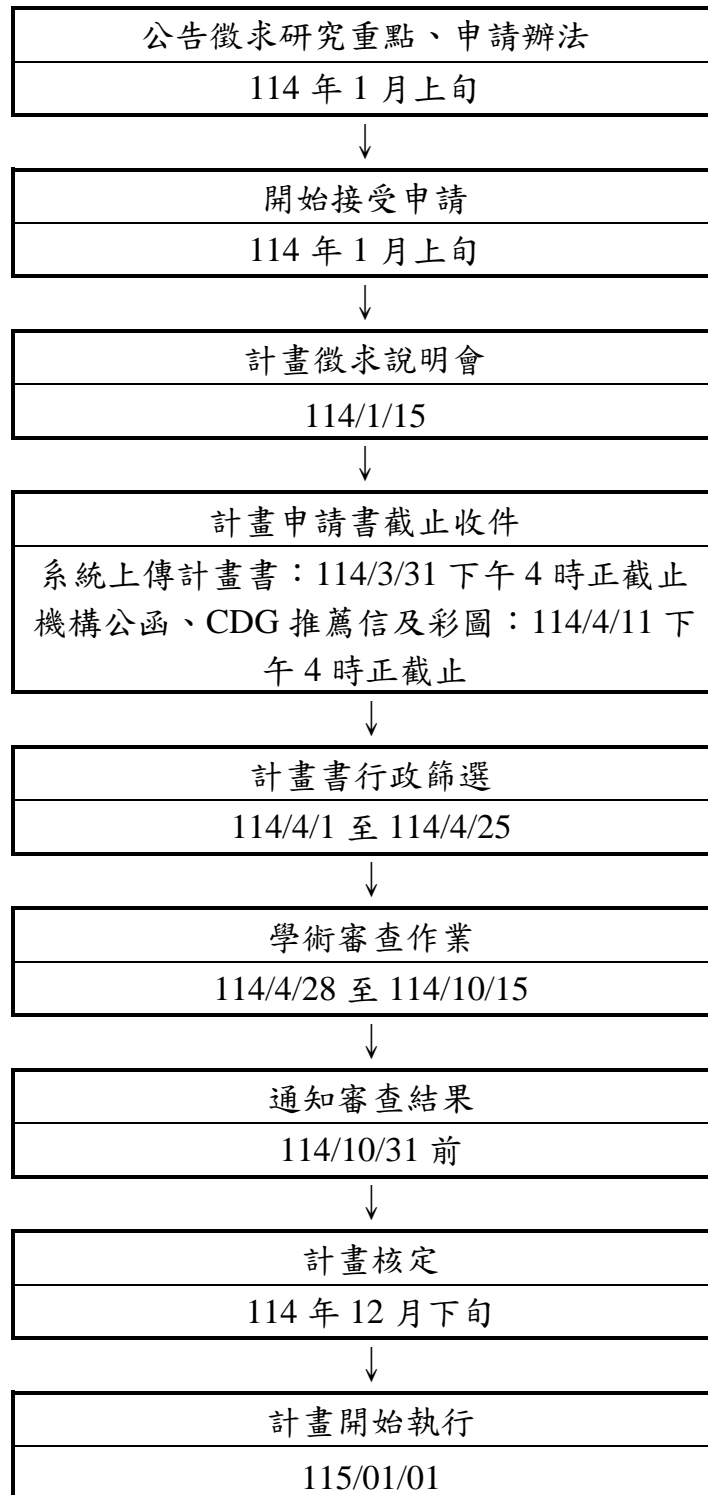 公告徵求研究重點、申請辦法
114 年 1 月上旬
↓
開始接受申請
114 年 1 月上旬
↓
計畫徵求說明會
114/1/15
↓
計畫申請書截止收件
系統上傳計畫書：114/3/31 下午 4 時正截止
機構公函、CDG 推薦信及彩圖：114/4/11 下
午 4 時正截止
↓
計畫書行政篩選
114/4/1 至 114/4/25
↓
學術審查作業
114/4/28 至 114/10/15
↓
通知審查結果
114/10/31 前
↓
計畫核定
114 年 12 月下旬
↓
計畫開始執行
115/01/01